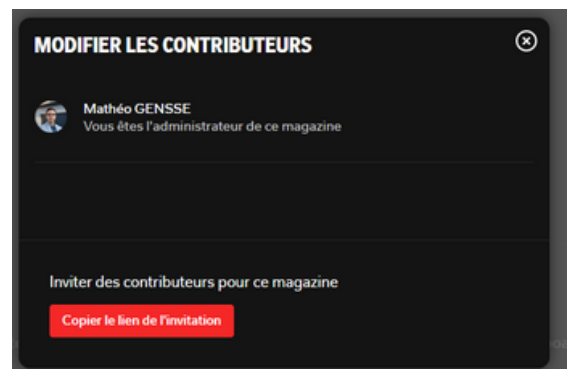 MODIFIER LES CONTRIBUTEURS
Mathéo GENSSE
Vous êtes l'administrateur de ce magazine
Inviter des contributeurs pour ce magazine
Copier le lien de l'invitation